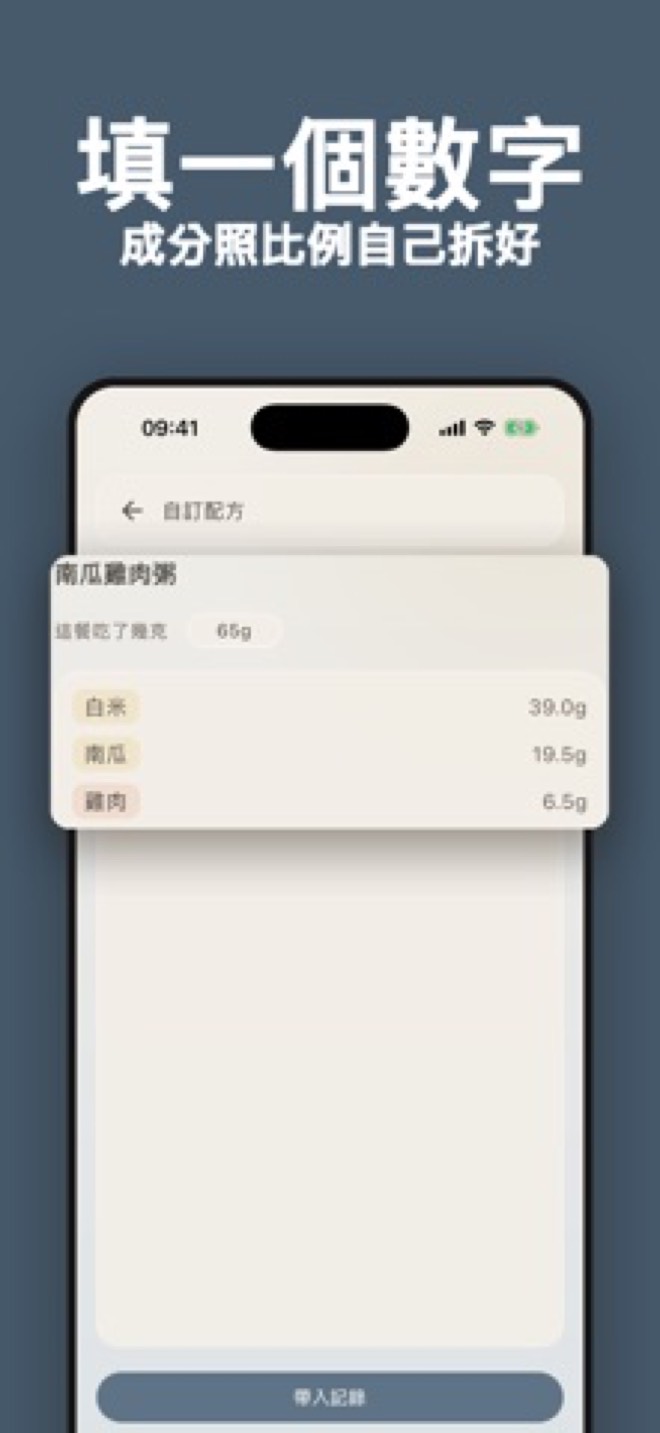 填一個數字
成分照比例自己拆好
09:41
自訂配方
南瓜雞肉粥
這餐吃了幾克 65g
白米 39.0g
南瓜 19.5g
雞肉 6.5g
帶入記錄